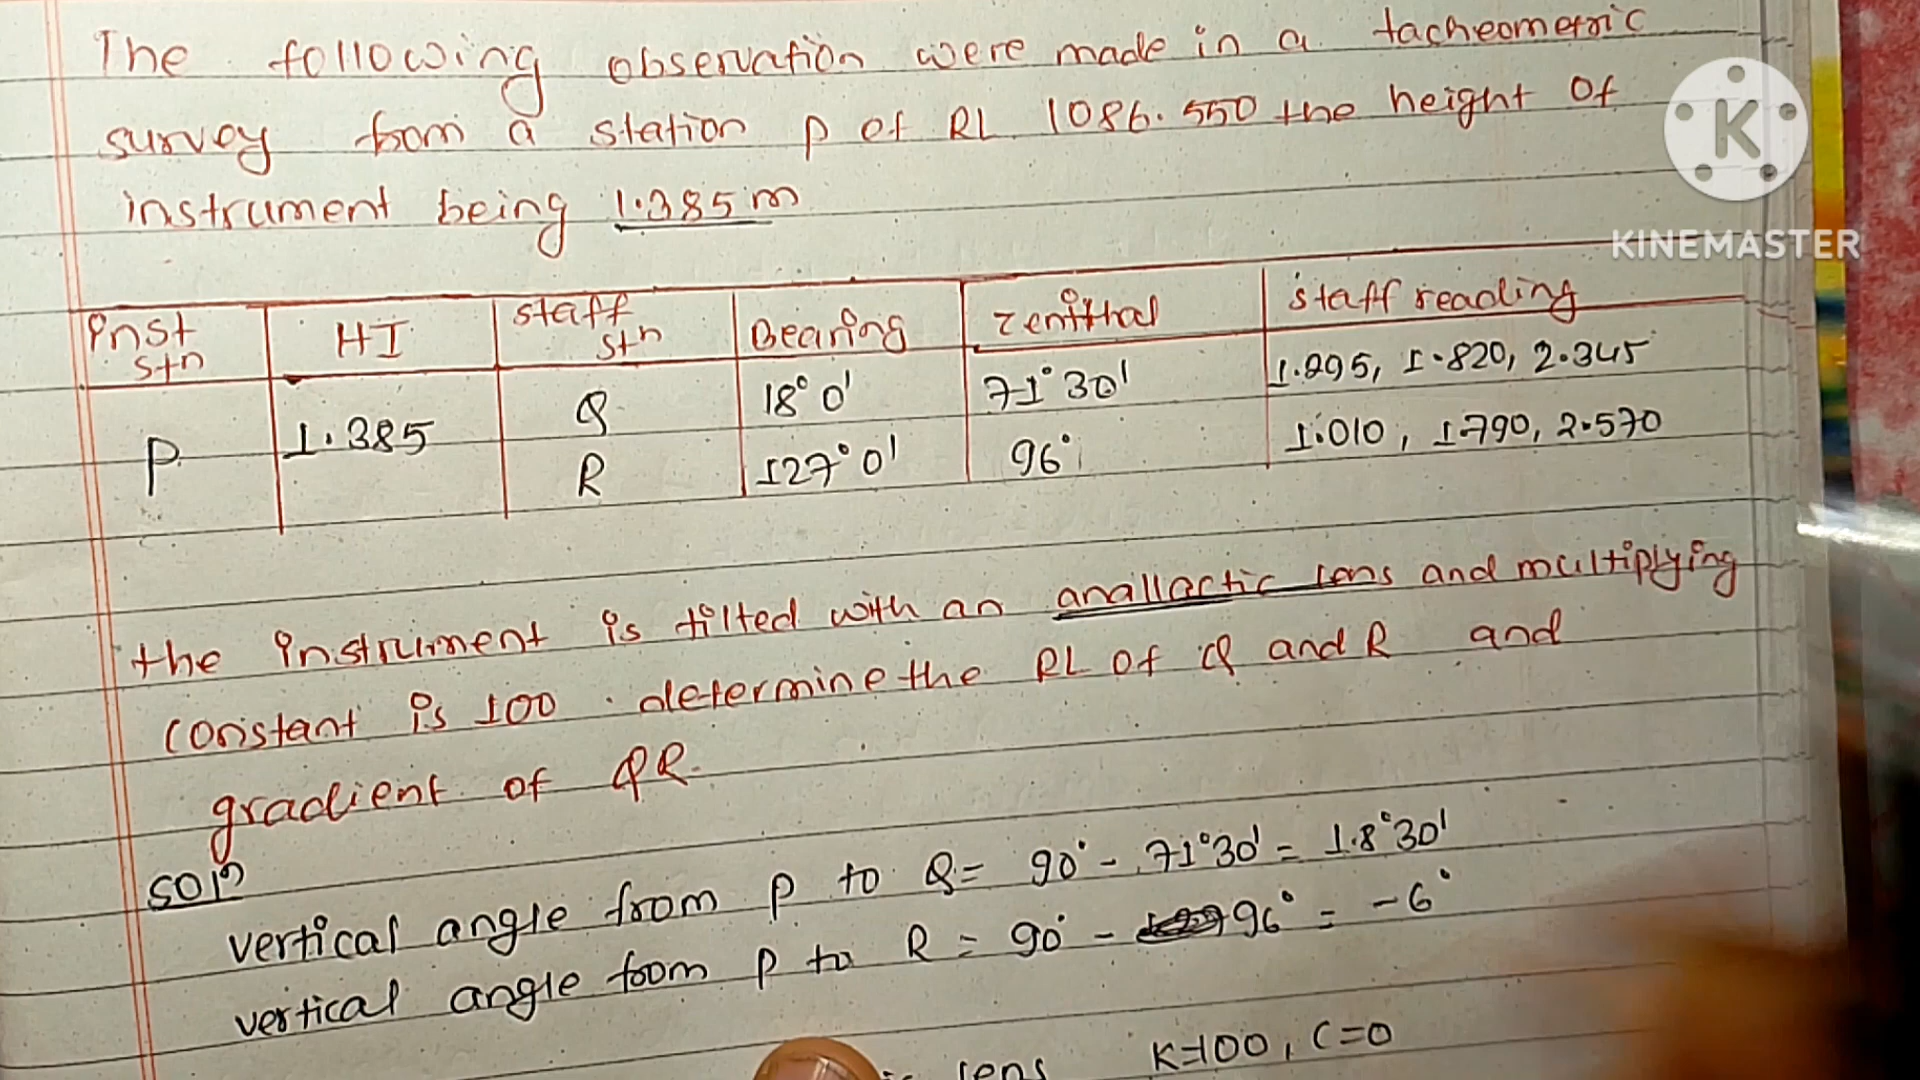 The following observation were made in a tacheometric
survey from a station P of RL 1086.550 the height of
instrument being 1.385m
K
KINEMASTER
inst stn HI staff stn Bearing zenithal staff reading
P 1.385 Q 18°0' 71°30' 1.295, 1.820, 2.345
R 127°0' 96° 1.010, 1.790, 2.570
the instrument is tilted with an anallactic lens and multiplying
constant is 100. determine the RL of Q and R and
gradient of QR.
soln
vertical angle from P to Q = 90° - 71°30' = 18°30'
vertical angle from P to R = 90° - 96° = -6°
lens K=100, C=0